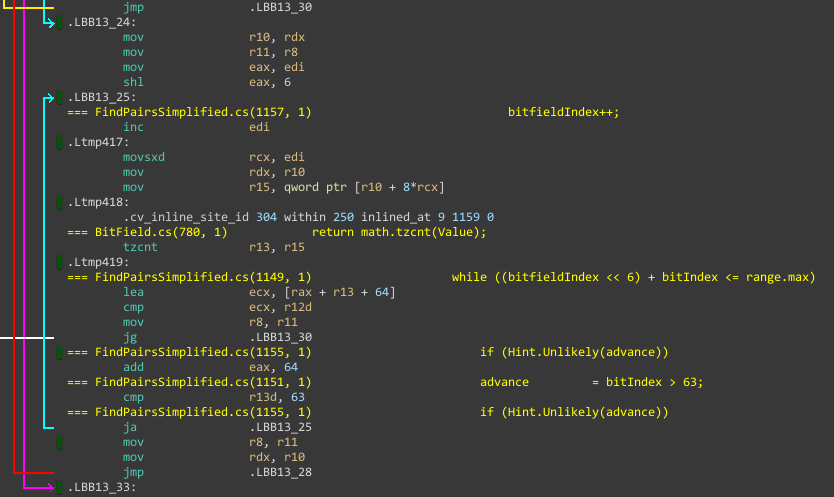 jmp .LBB13_30
.LBB13_24:
mov r10, rdx
mov r11, r8
mov eax, edi
shl eax, 6
.LBB13_25:
=== FindPairsSimplified.cs(1157, 1) bitfieldIndex++;
inc edi
.Ltmp417:
movsxd rcx, edi
mov rdx, r10
mov r15, qword ptr [r10 + 8*rcx]
.Ltmp418:
.cv_inline_site_id 304 within 250 inlined_at 9 1159 0
=== BitField.cs(780, 1) return math.tzcnt(Value);
tzcnt r13, r15
.Ltmp419:
=== FindPairsSimplified.cs(1149, 1) while ((bitfieldIndex << 6) + bitIndex <= range.max)
lea ecx, [rax + r13 + 64]
cmp ecx, r12d
mov r8, r11
jg .LBB13_30
=== FindPairsSimplified.cs(1155, 1) if (Hint.Unlikely(advance))
add eax, 64
=== FindPairsSimplified.cs(1151, 1) advance = bitIndex > 63;
cmp r13d, 63
=== FindPairsSimplified.cs(1155, 1) if (Hint.Unlikely(advance))
ja .LBB13_25
mov r8, r11
mov rdx, r10
jmp .LBB13_28
.LBB13_33: